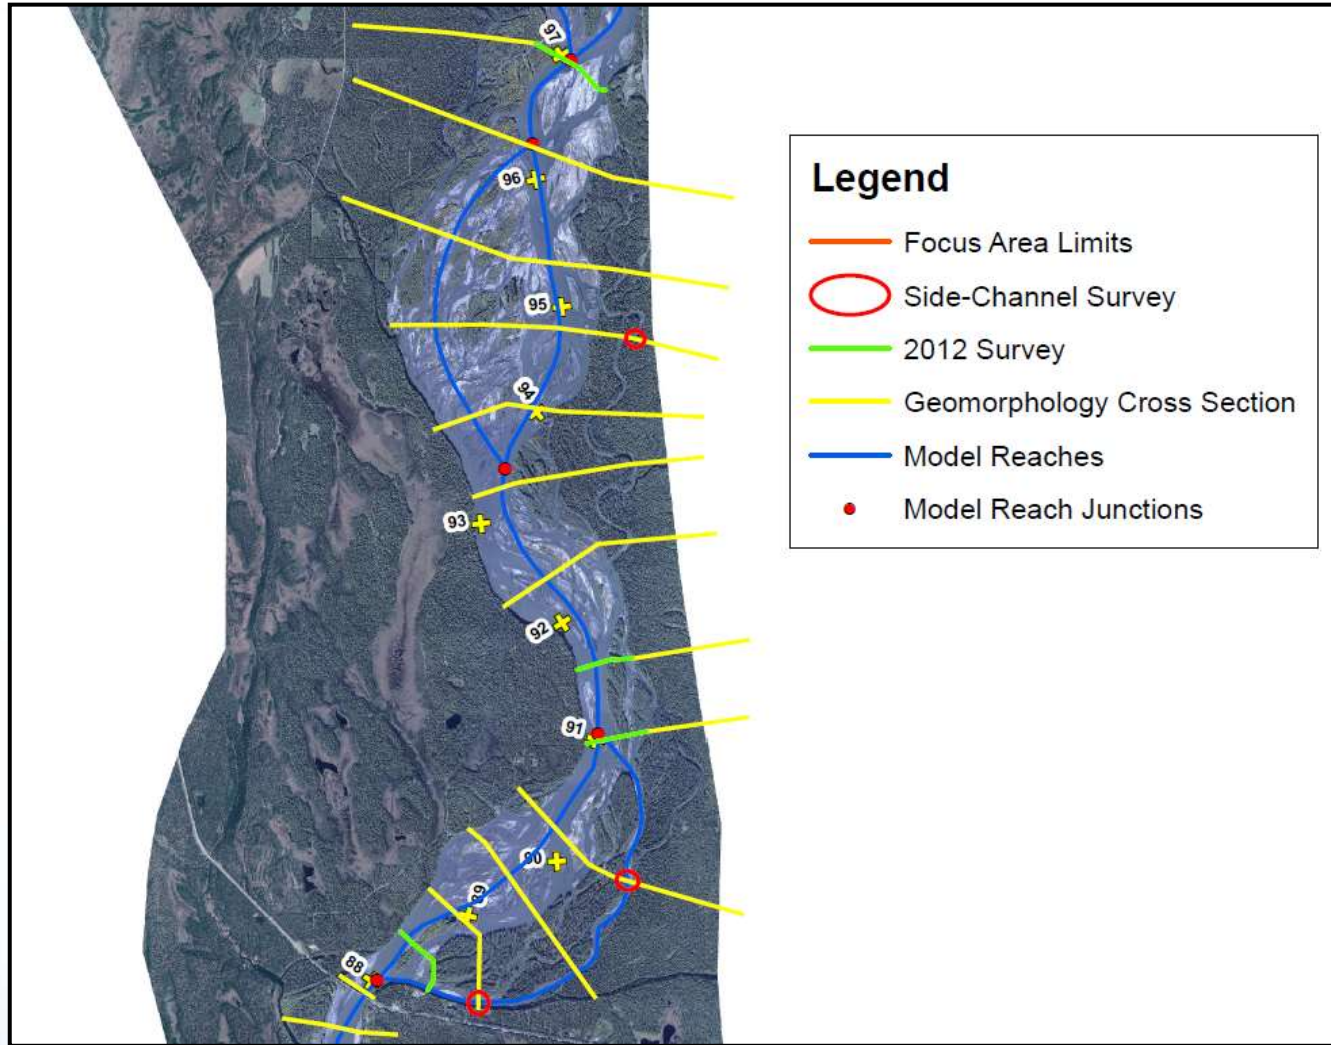 97
96
95
94
93
92
91
90
89
88
Legend
Focus Area Limits
Side-Channel Survey
2012 Survey
Geomorphology Cross Section
Model Reaches
Model Reach Junctions